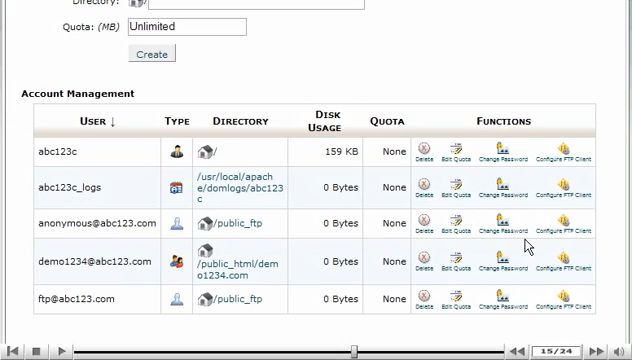 Directory: /
Quota: (MB) Unlimited
Create
Account Management
USER ↓ TYPE DIRECTORY DISK USAGE QUOTA FUNCTIONS
abc123c / 159 KB None Delete Edit Quota Change Password Configure FTP Client
abc123c_logs /usr/local/apach
e/domlogs/abc123
c 0 Bytes None Delete Edit Quota Change Password Configure FTP Client
anonymous@abc123.com /public_ftp 0 Bytes None Delete Edit Quota Change Password Configure FTP Client
demo1234@abc123.com /public_html/dem
o1234.com 0 Bytes None Delete Edit Quota Change Password Configure FTP Client
ftp@abc123.com /public_ftp 0 Bytes None Delete Edit Quota Change Password Configure FTP Client
15/24